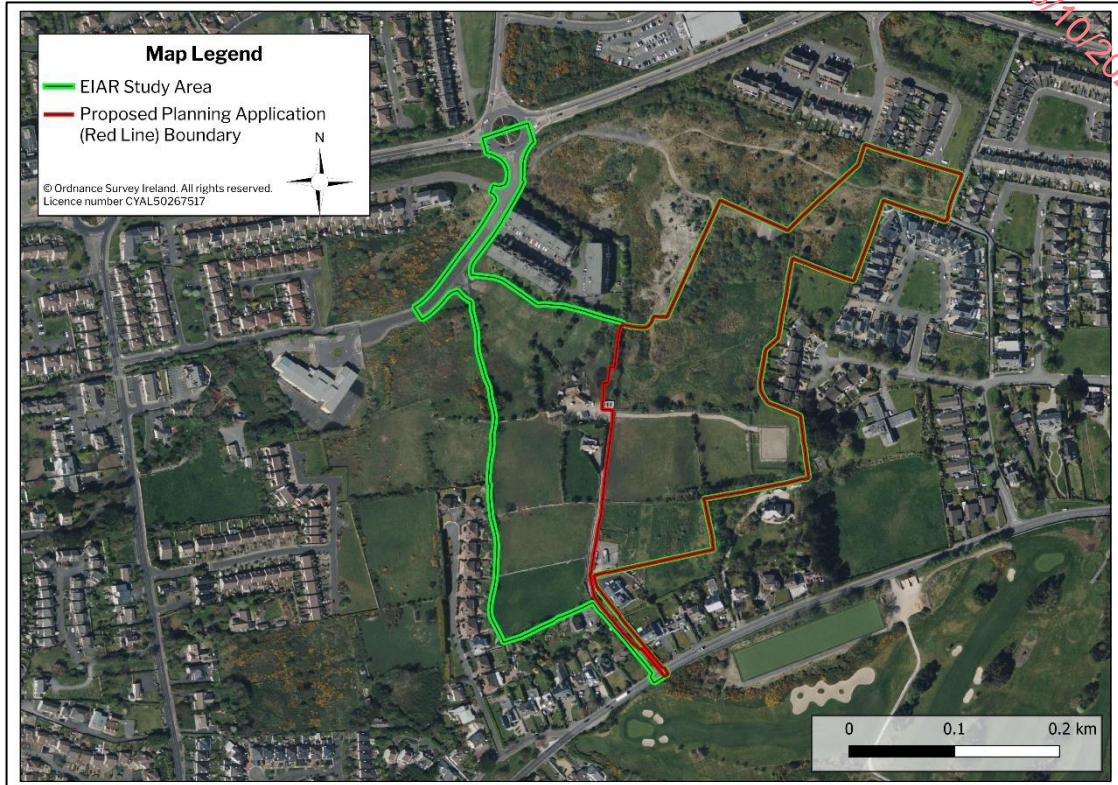 Map Legend
EIAR Study Area
Proposed Planning Application
(Red Line) Boundary
N
© Ordnance Survey Ireland. All rights reserved.
Licence number CYAL50267517
0 0.1 0.2 km